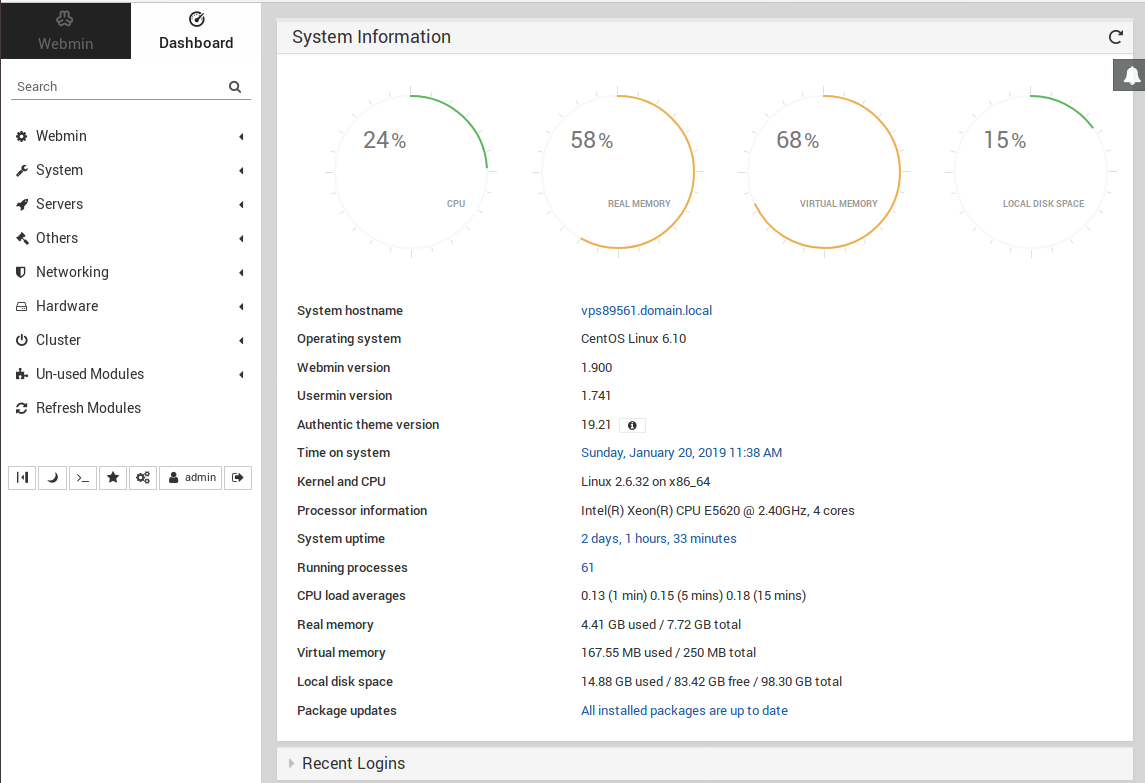 Webmin
Dashboard
Search
Webmin
System
Servers
Others
Networking
Hardware
Cluster
Un-used Modules
Refresh Modules
admin
System Information
24%
CPU
58%
REAL MEMORY
68%
VIRTUAL MEMORY
15%
LOCAL DISK SPACE
System hostname vps89561.domain.local
Operating system CentOS Linux 6.10
Webmin version 1.900
Usermin version 1.741
Authentic theme version 19.21
Time on system Sunday, January 20, 2019 11:38 AM
Kernel and CPU Linux 2.6.32 on x86_64
Processor information Intel(R) Xeon(R) CPU E5620 @ 2.40GHz, 4 cores
System uptime 2 days, 1 hours, 33 minutes
Running processes 61
CPU load averages 0.13 (1 min) 0.15 (5 mins) 0.18 (15 mins)
Real memory 4.41 GB used / 7.72 GB total
Virtual memory 167.55 MB used / 250 MB total
Local disk space 14.88 GB used / 83.42 GB free / 98.30 GB total
Package updates All installed packages are up to date
Recent Logins